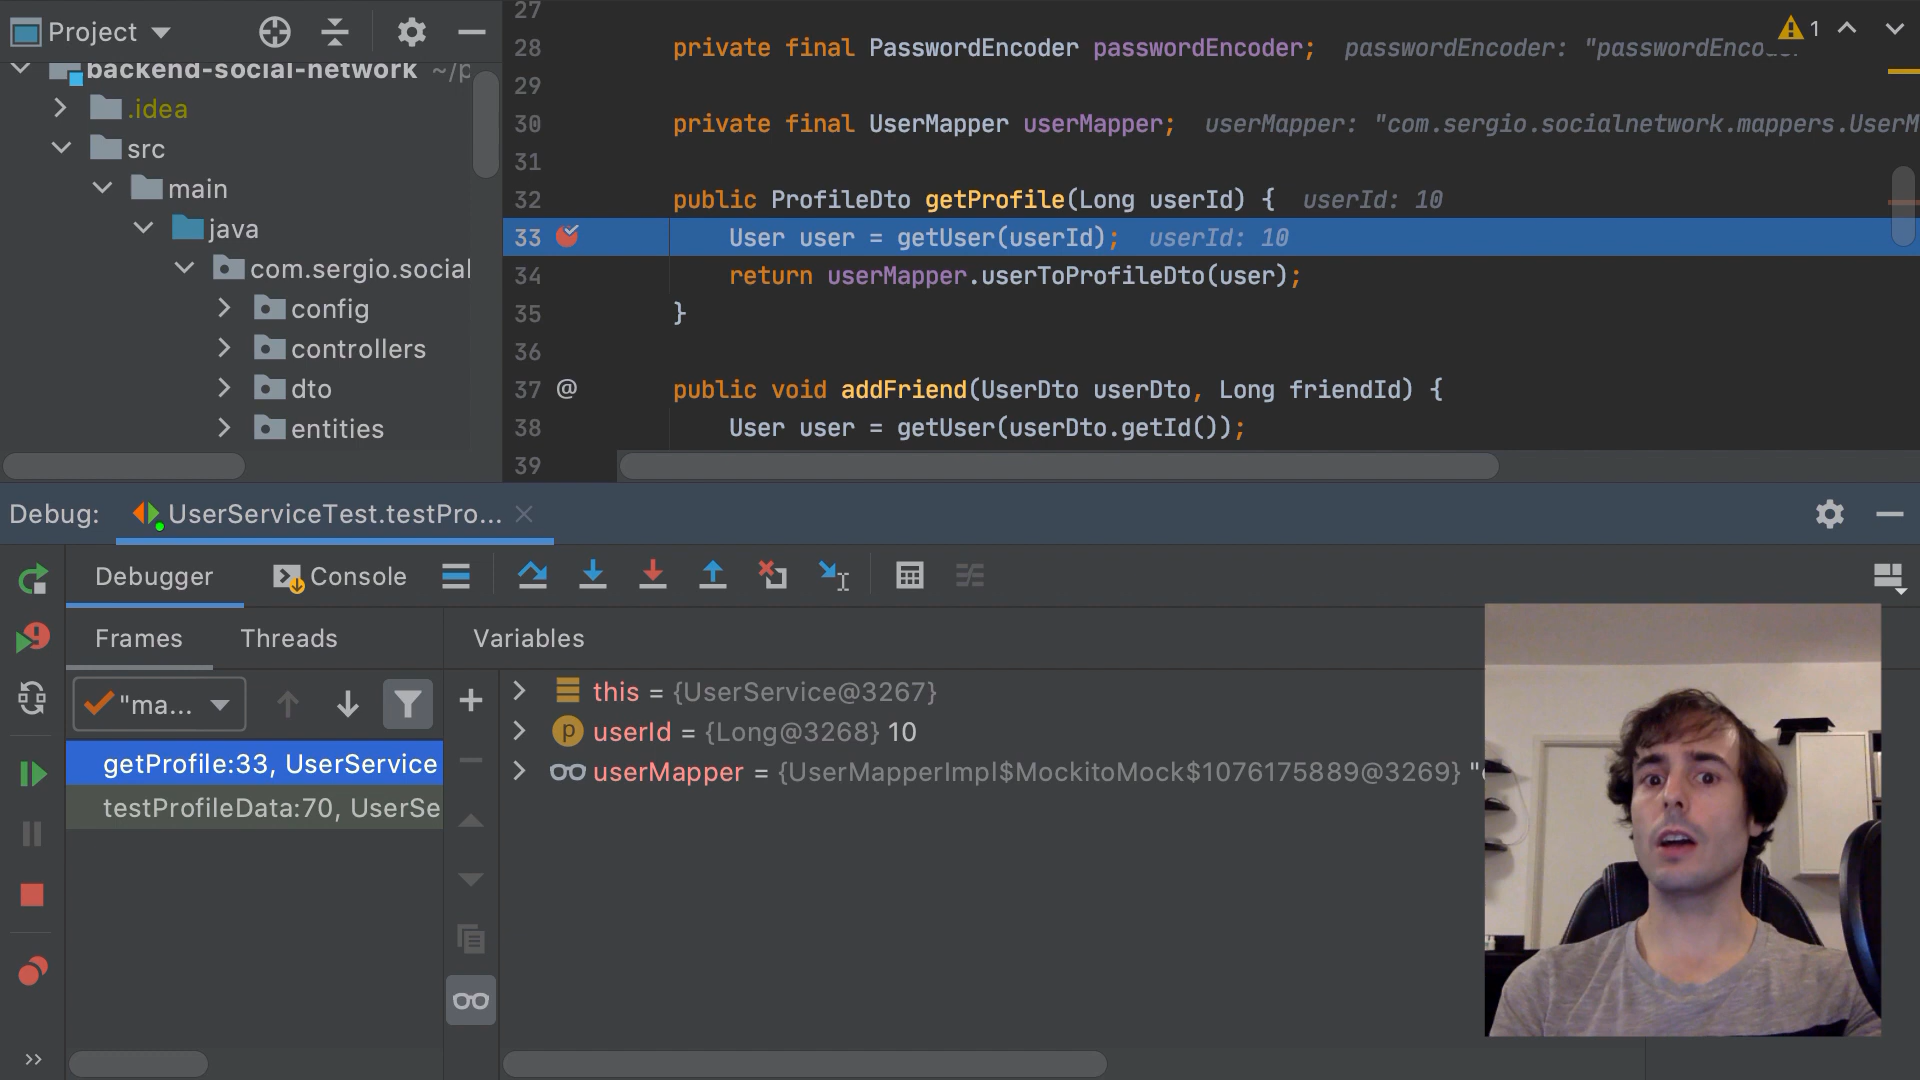 Project
backend-social-network ~/p
.idea
src
main
java
com.sergio.social
config
controllers
dto
entities
27
28 private final PasswordEncoder passwordEncoder; passwordEncoder: "passwordEncoder
29
30 private final UserMapper userMapper; userMapper: "com.sergio.socialnetwork.mappers.UserM
31
32 public ProfileDto getProfile(Long userId) { userId: 10
33 User user = getUser(userId); userId: 10
34 return userMapper.userToProfileDto(user);
35 }
36
37 @ public void addFriend(UserDto userDto, Long friendId) {
38 User user = getUser(userDto.getId());
39
1
Debug: UserServiceTest.testPro...
Debugger Console
Frames Threads Variables
"ma...
getProfile:33, UserService
testProfileData:70, UserSe
this = {UserService@3267}
p userId = {Long@3268} 10
userMapper = {UserMapperImpl$MockitoMock$1076175889@3269} "